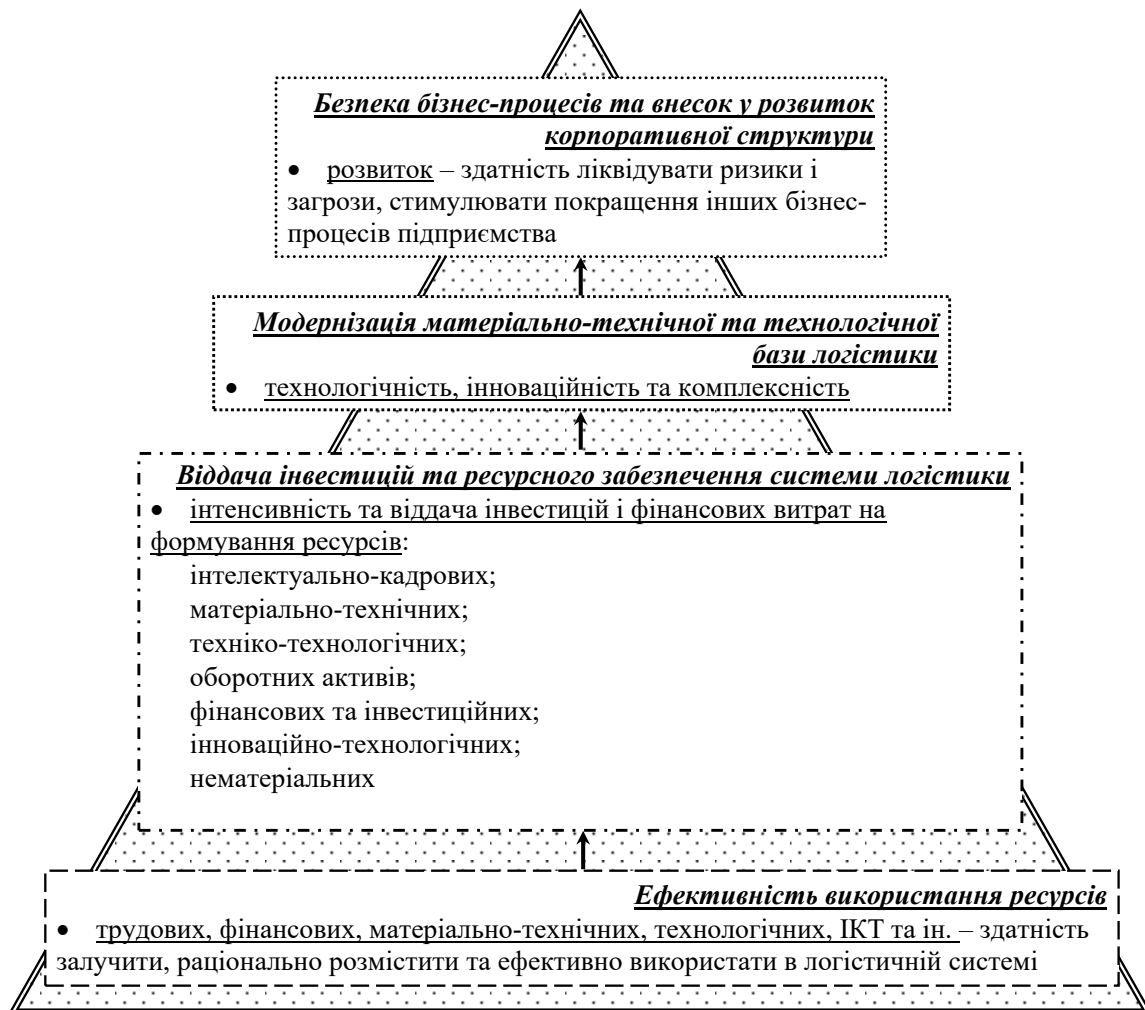 Безпека бізнес-процесів та внесок у розвиток
корпоративної структури
• розвиток – здатність ліквідувати ризики і
загрози, стимулювати покращення інших бізнес-
процесів підприємства
Модернізація матеріально-технічної та технологічної
бази логістики
• технологічність, інноваційність та комплексність
Віддача інвестицій та ресурсного забезпечення системи логістики
• інтенсивність та віддача інвестицій і фінансових витрат на
формування ресурсів:
інтелектуально-кадрових;
матеріально-технічних;
техніко-технологічних;
оборотних активів;
фінансових та інвестиційних;
інноваційно-технологічних;
нематеріальних
Ефективність використання ресурсів
• трудових, фінансових, матеріально-технічних, технологічних, ІКТ та ін. – здатність
залучити, раціонально розмістити та ефективно використати в логістичній системі